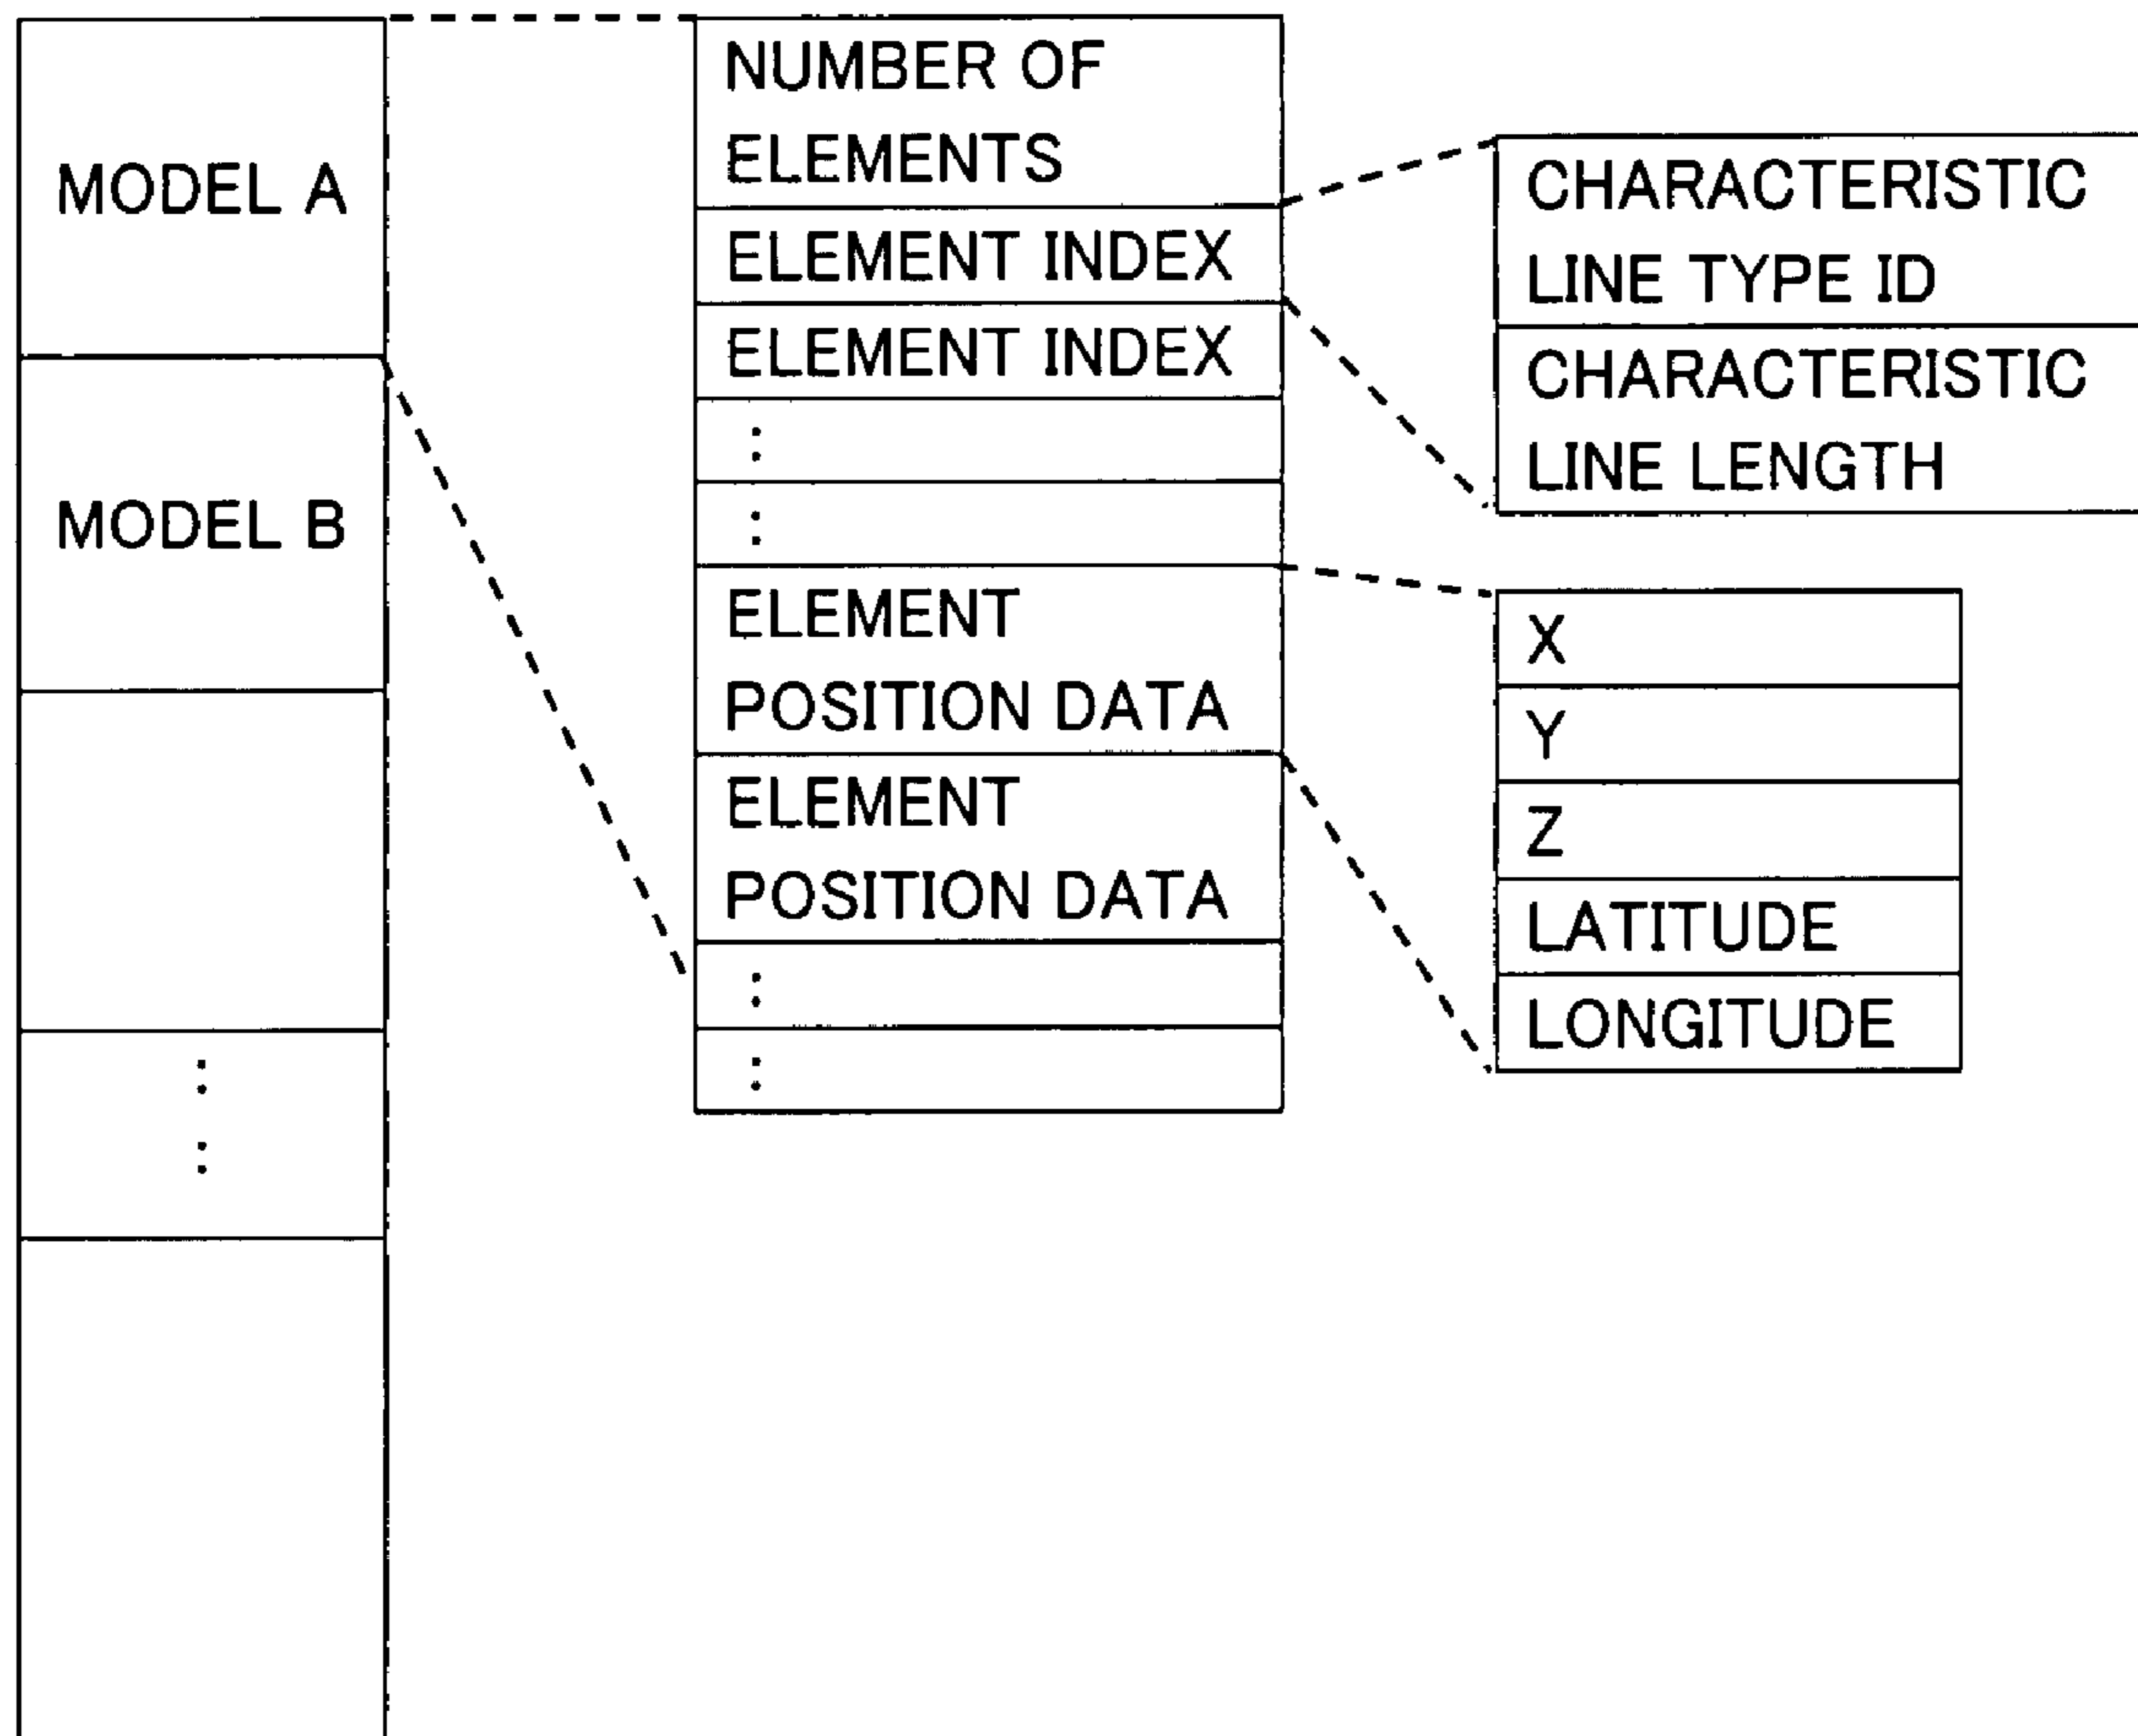 MODEL A
MODEL B
:
:
NUMBER OF
ELEMENTS
ELEMENT INDEX
ELEMENT INDEX
:
:
ELEMENT
POSITION DATA
ELEMENT
POSITION DATA
:
:
CHARACTERISTIC
LINE TYPE ID
CHARACTERISTIC
LINE LENGTH
X
Y
Z
LATITUDE
LONGITUDE